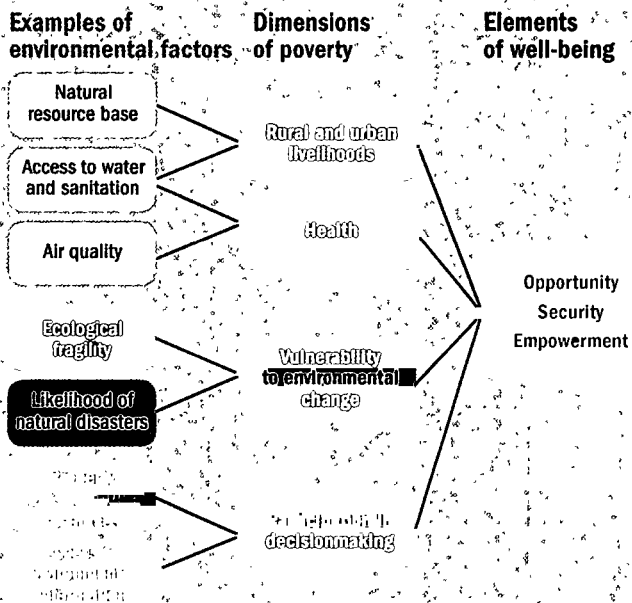 Examples of
environmental factors
Dimensions
of poverty
Elements
of well-being
Natural
resource base
Access to water
and sanitation
Air quality
Ecological
fragility
Likelihood of
natural disasters
Rural and urban
livelihoods
Health
Vulnerability
to environmental
change
decisionmaking
Opportunity
Security
Empowerment